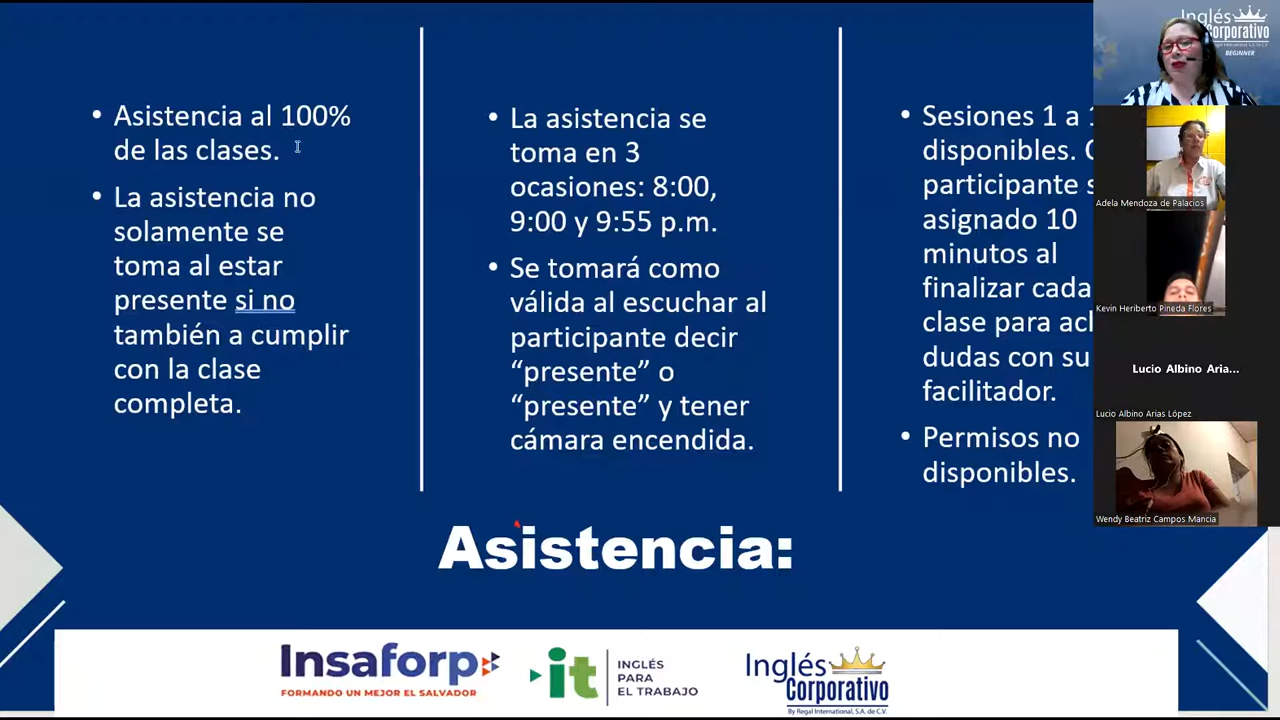 • Asistencia al 100%
de las clases.
• La asistencia no
solamente se
toma al estar
presente si no
también a cumplir
con la clase
completa.
• La asistencia se
toma en 3
ocasiones: 8:00,
9:00 y 9:55 p.m.
• Se tomará como
válida al escuchar al
participante decir
“presente” o
“presente” y tener
cámara encendida.
• Sesiones 1 a
disponibles.
participante
asignado 10
minutos al
finalizar cada
clase para
dudas con su
facilitador.
• Permisos no
disponibles.
Asistencia:
Insaforp
FORMANDO UN MEJOR EL SALVADOR
it
INGLÉS
PARA
EL TRABAJO
Inglés
Corporativo
By Regal International, S.A. de C.V.
Inglés
Corporativo
BEGINNER
Adela Mendoza de Palacios
Kevin Heriberto Pineda Flores
Lucio Albino Aria...
Lucio Albino Arias López
Wendy Beatriz Campos Mancia